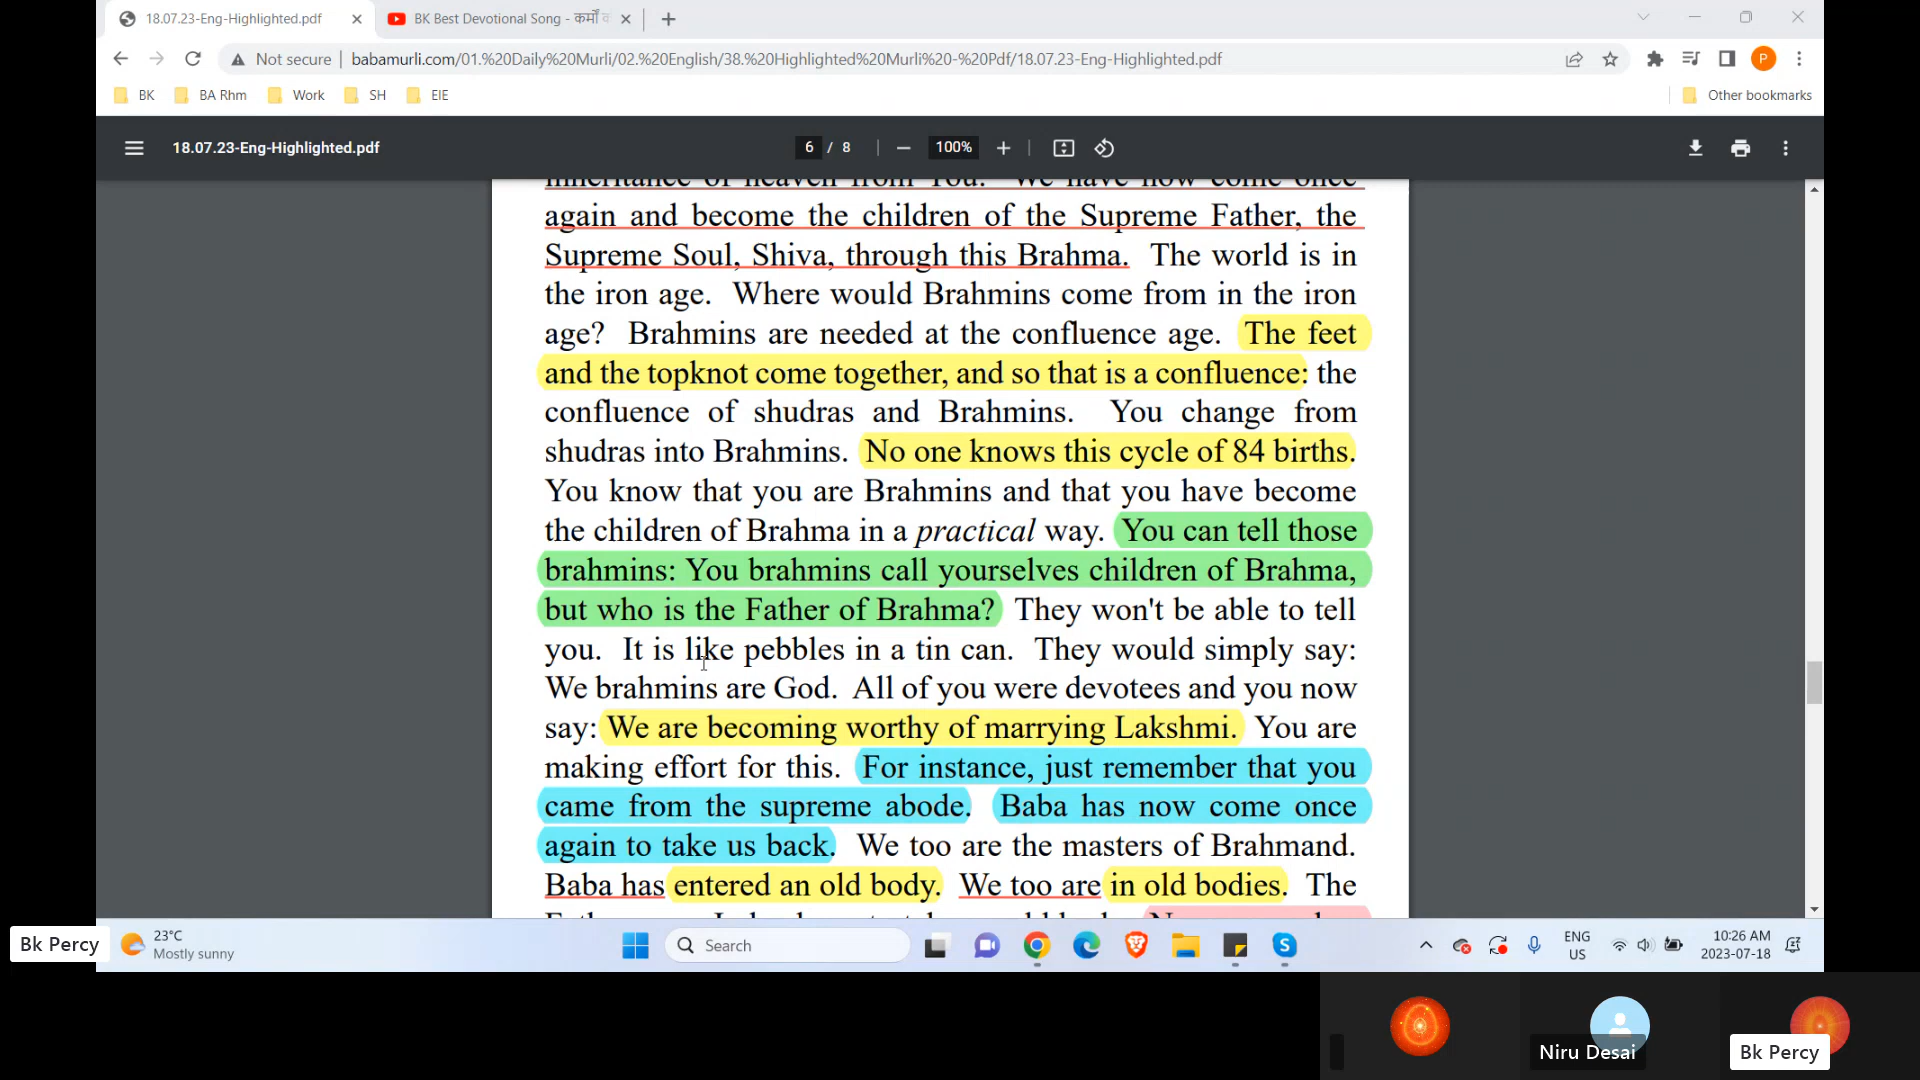 18.07.23-Eng-Highlighted.pdf
BK Best Devotional Song - कर्मों
Not secure
babamurli.com/01.%20Daily%20Murli/02.%20English/38.%20Highlighted%20Murli%20-%20Pdf/18.07.23-Eng-Highlighted.pdf
P
BK
BA Rhm
Work
SH
EIE
Other bookmarks
18.07.23-Eng-Highlighted.pdf
6 / 8
100%
inheritance of heaven from You. We have now come once
again and become the children of the Supreme Father, the
Supreme Soul, Shiva, through this Brahma. The world is in
the iron age. Where would Brahmins come from in the iron
age? Brahmins are needed at the confluence age. The feet
and the topknot come together, and so that is a confluence: the
confluence of shudras and Brahmins. You change from
shudras into Brahmins. No one knows this cycle of 84 births.
You know that you are Brahmins and that you have become
the children of Brahma in a practical way. You can tell those
brahmins: You brahmins call yourselves children of Brahma,
but who is the Father of Brahma? They won't be able to tell
you. It is like pebbles in a tin can. They would simply say:
We brahmins are God. All of you were devotees and you now
say: We are becoming worthy of marrying Lakshmi. You are
making effort for this. For instance, just remember that you
came from the supreme abode. Baba has now come once
again to take us back. We too are the masters of Brahmand.
Baba has entered an old body. We too are in old bodies. The
Bk Percy
23°C
Mostly sunny
Search
ENG
US
10:26 AM
2023-07-18
Niru Desai
Bk Percy